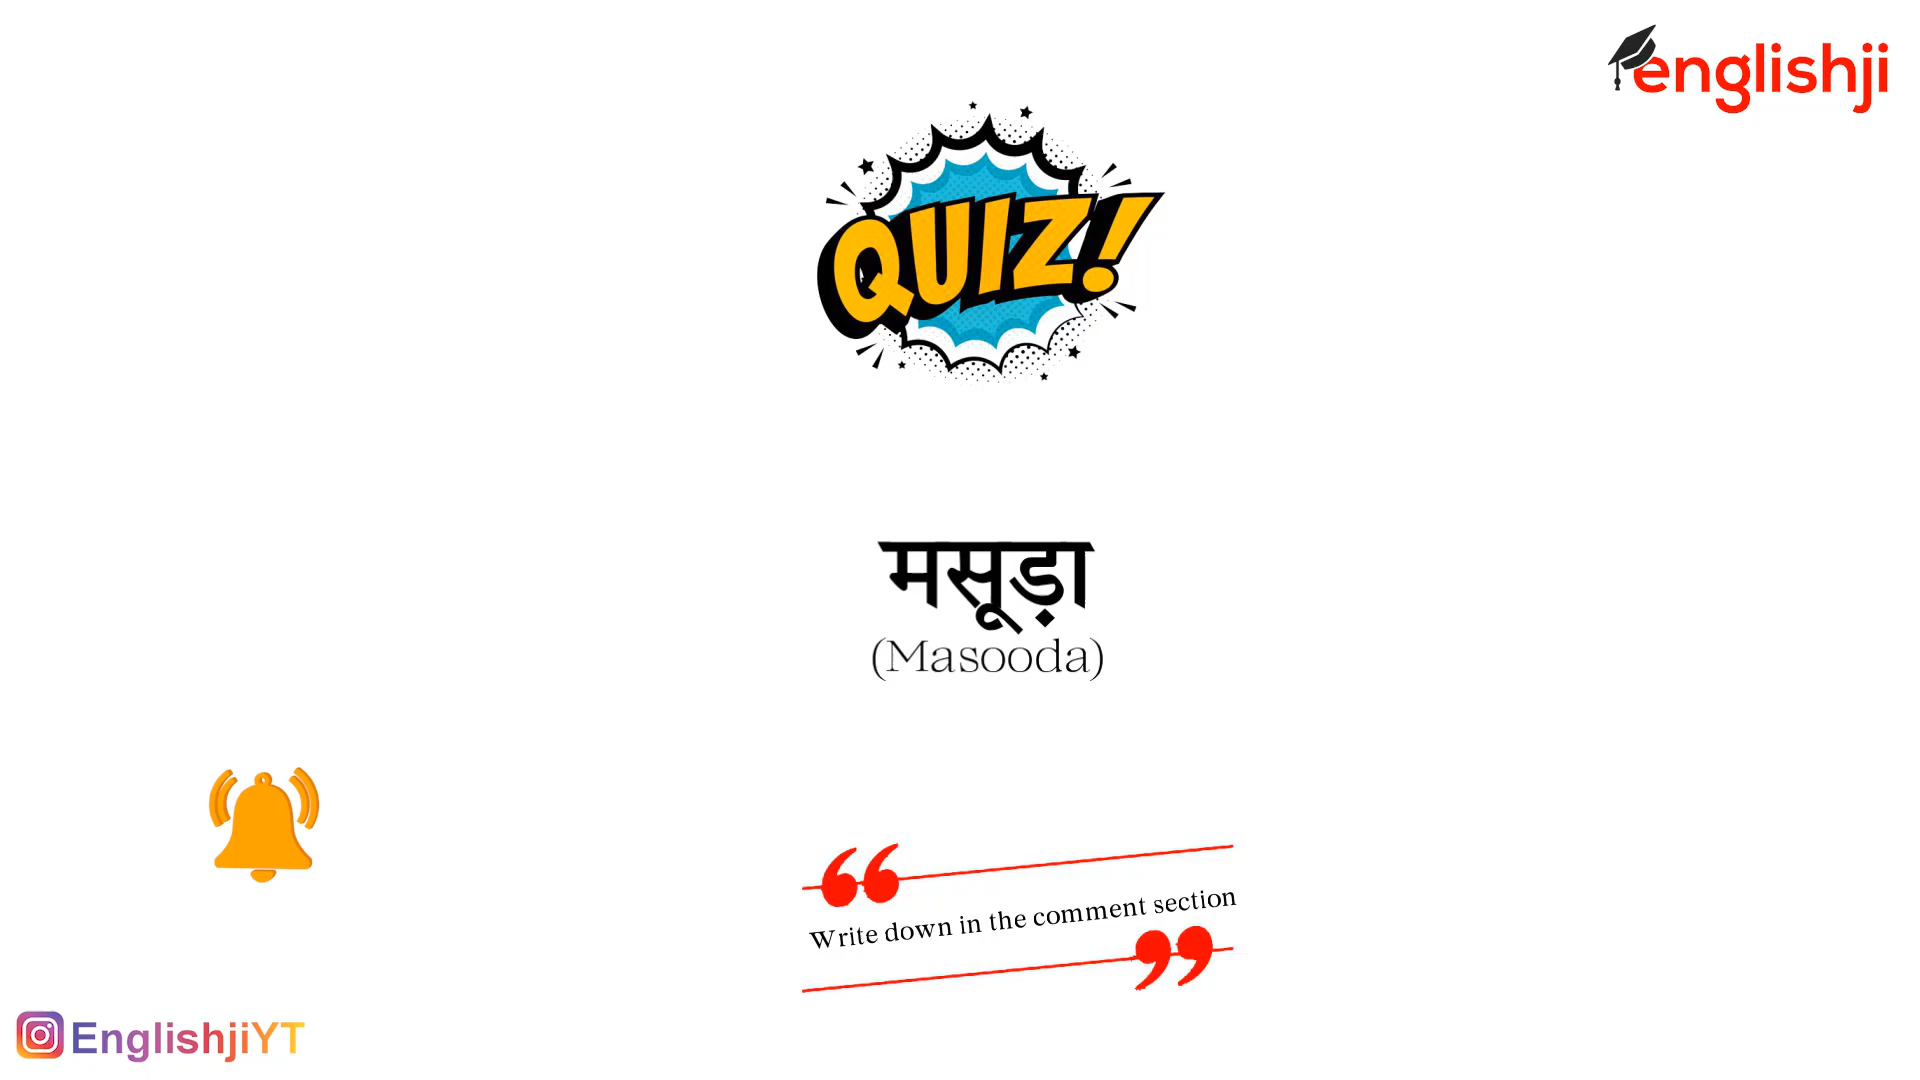 englishji
QUIZ!
मसूड़ा
(Masooda)
Write down in the comment section
EnglishjiYT